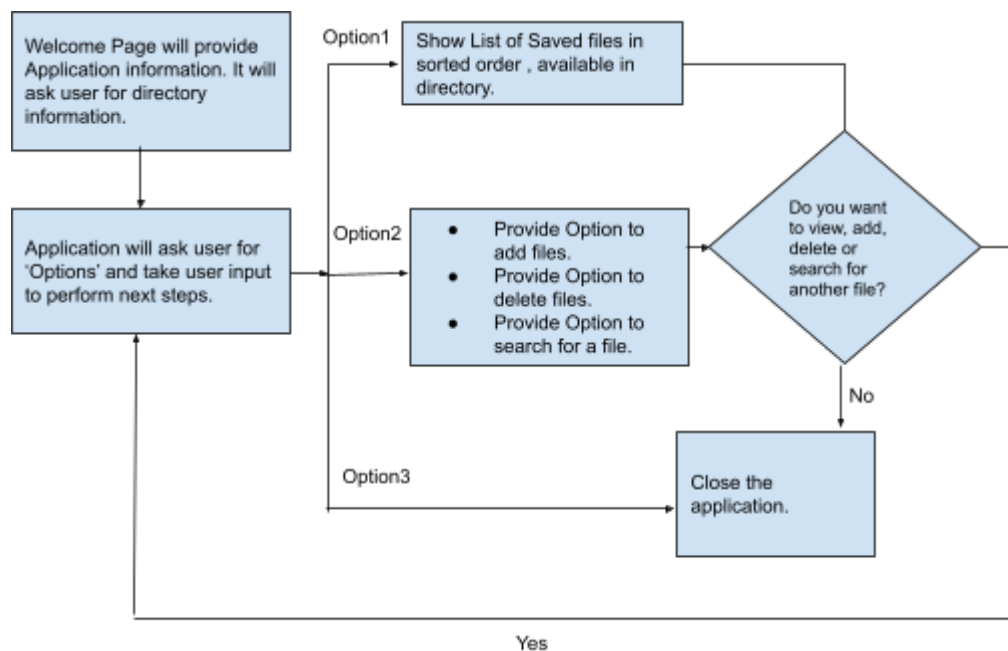 Welcome Page will provide
Application information. It will
ask user for directory
information.
Application will ask user for
‘Options’ and take user input
to perform next steps.
Option1
Show List of Saved files in
sorted order , available in
directory.
Option2
● Provide Option to
add files.
● Provide Option to
delete files.
● Provide Option to
search for a file.
Do you want
to view, add,
delete or
search for
another file?
No
Option3
Close the
application.
Yes